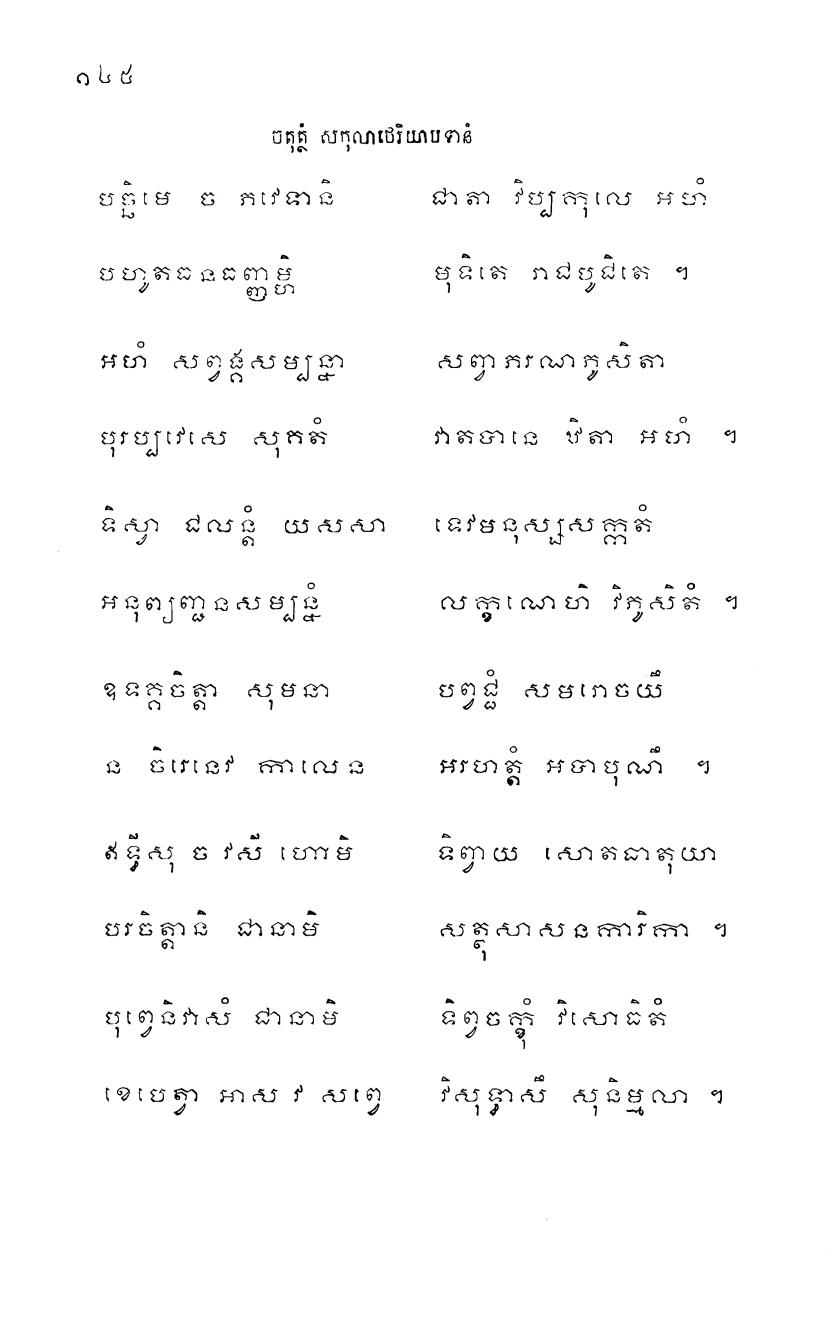 ១៤៥
ចតុត្ថំ សកុលាថេរិយាបទានំ
បច្ឆិមេ ច ភវេទានិ ជាតា វិប្បកុលេ អហំ
បហូតធនធញ្ញម្ហិ មុទិតេ រាជបូជិតេ ។
អហំ សព្វង្គសម្បន្នា សព្វាភរណភូសិតា
បុរប្បវេសេ សុគតំ វាតបានេ ឋិតា អហំ ។
ទិស្វា ជលន្តំ យសសា ទេវមនុស្សសក្កតំ
អនុព្យញ្ជនសម្បន្នំ លក្ខណេហិ វិភូសិតំ ។
ឧទគ្គចិត្តា សុមនា បព្វជ្ជំ សមរោចយឹ
ន ចិរេនេវ កាលេន អរហត្តំ អបាបុណឹ ។
ឥទ្ធីសុ ច វសី ហោមិ ទិព្វាយ សោតធាតុយា
បរចិត្តានិ ជានាមិ សត្ថុសាសនការិកា ។
បុព្វេនិវាសំ ជានាមិ ទិព្វចក្ខុំ វិសោធិតំ
ខេបេត្វា អាសវ សព្វេ វិសុទ្ធាសឹ សុនិម្មលា ។